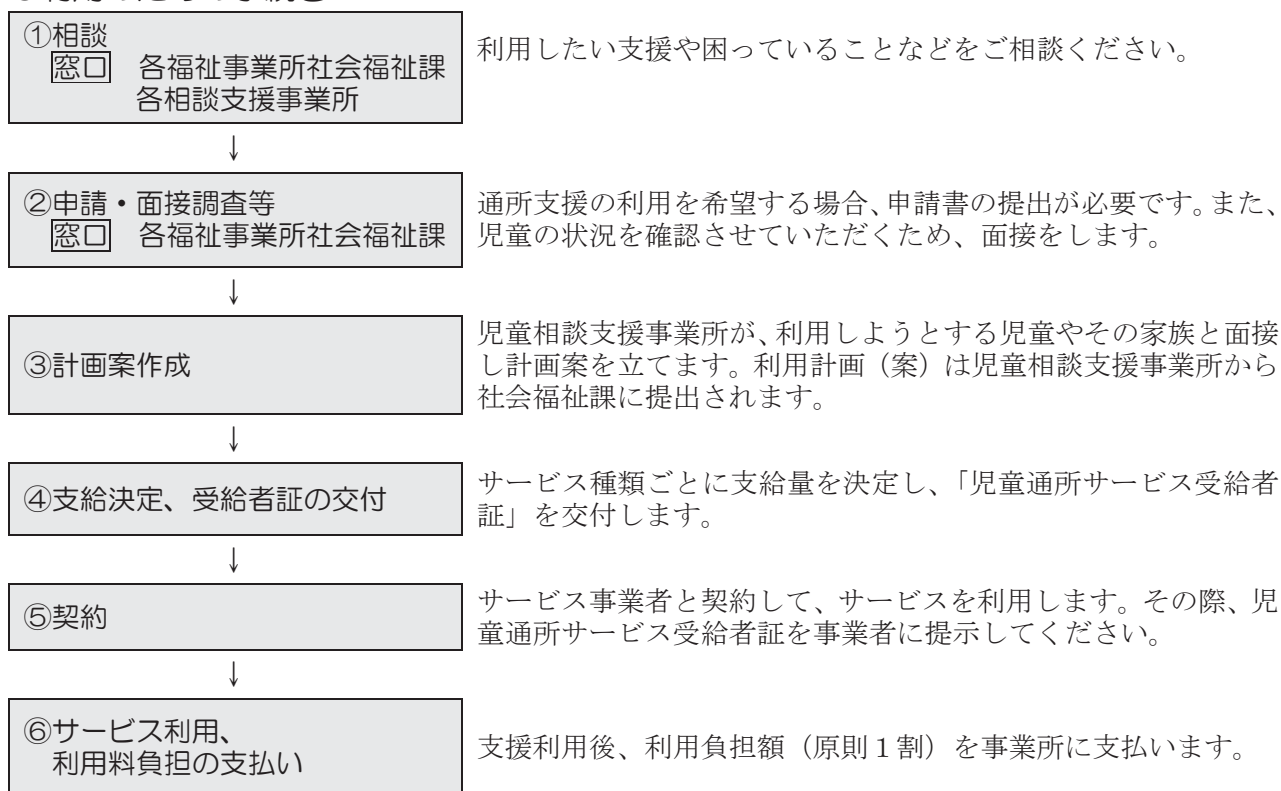 ①相談
窓口 各福祉事業所社会福祉課
各相談支援事業所
利用したい支援や困っていることなどをご相談ください。
↓
②申請・面接調査等
窓口 各福祉事業所社会福祉課
通所支援の利用を希望する場合、申請書の提出が必要です。また、
児童の状況を確認させていただくため、面接をします。
↓
③計画案作成
児童相談支援事業所が、利用しようとする児童やその家族と面接
し計画案を立てます。利用計画（案）は児童相談支援事業所から
社会福祉課に提出されます。
↓
④支給決定、受給者証の交付
サービス種類ごとに支給量を決定し、「児童通所サービス受給者
証」を交付します。
↓
⑤契約
サービス事業者と契約して、サービスを利用します。その際、児
童通所サービス受給者証を事業者に提示してください。
↓
⑥サービス利用、
利用料負担の支払い
支援利用後、利用負担額（原則１割）を事業所に支払います。